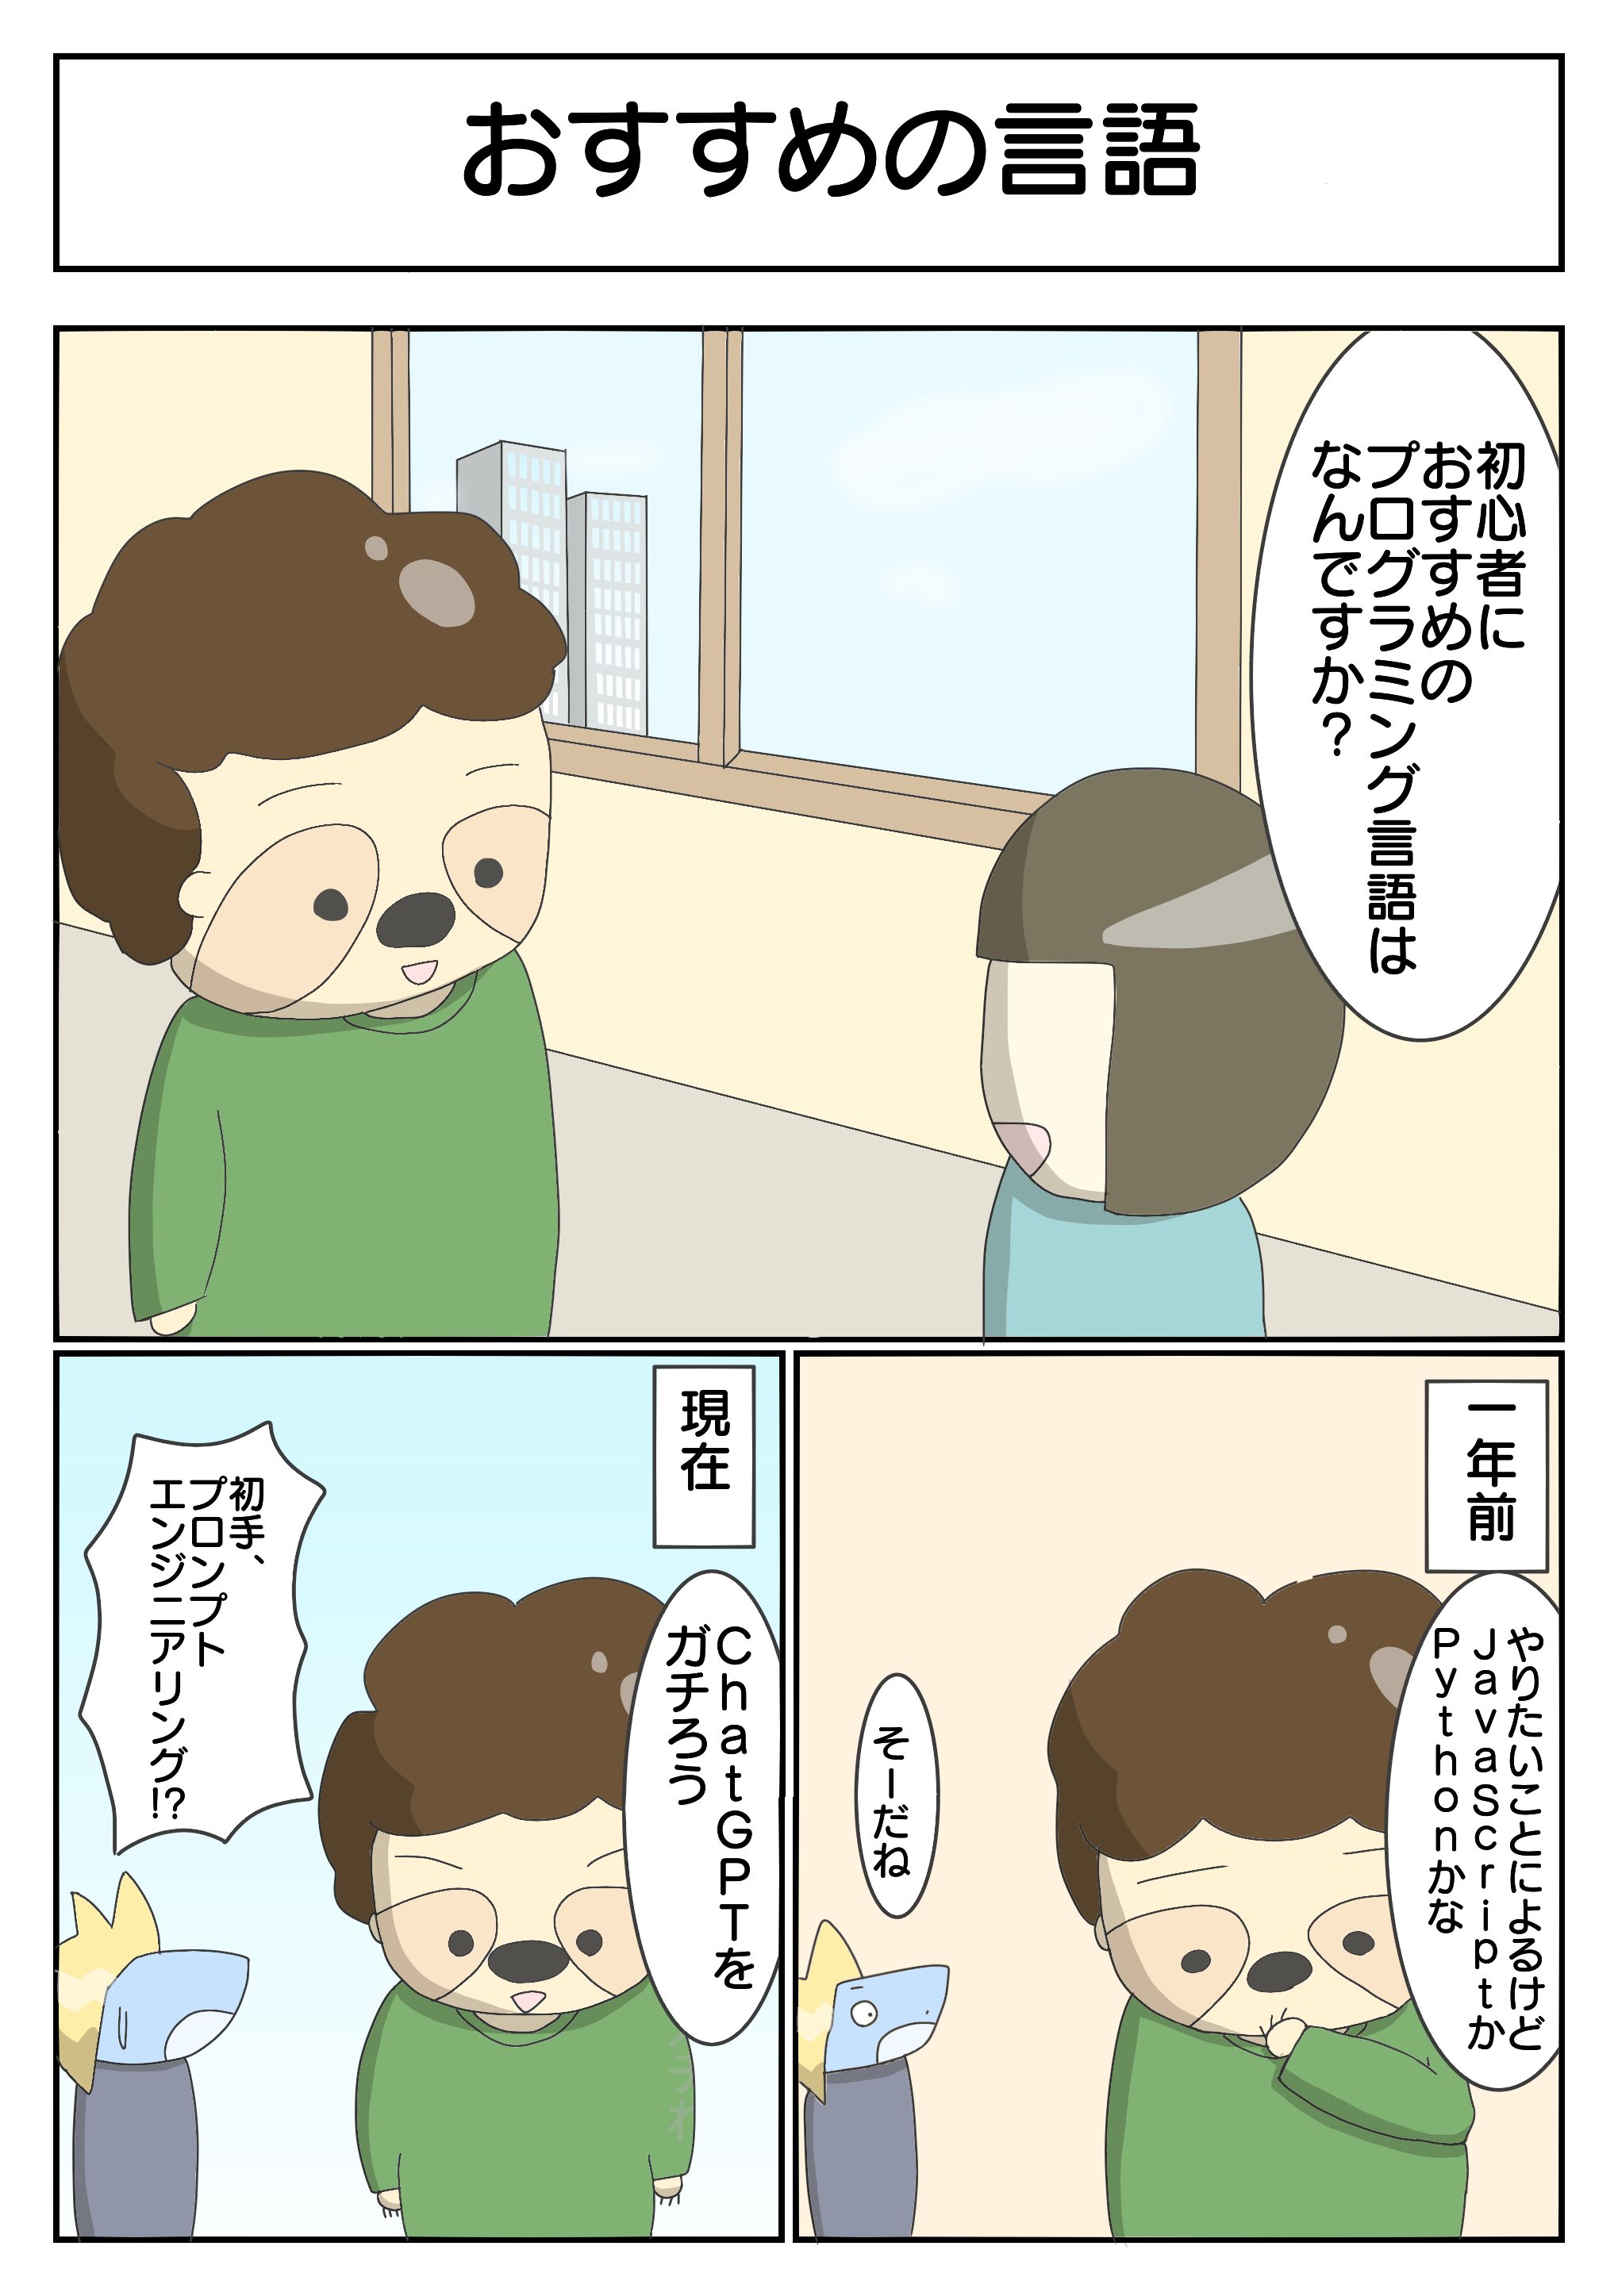 おすすめの言語
初心者に
おすすめの
プログラミング言語は
なんですか？
一年前
やりたいことによるけど
JavaScriptか
Pythonかな
そーだね
現在
ChatGPTを
ガチろう
初手、
プロンプト
エンジニアリング!?